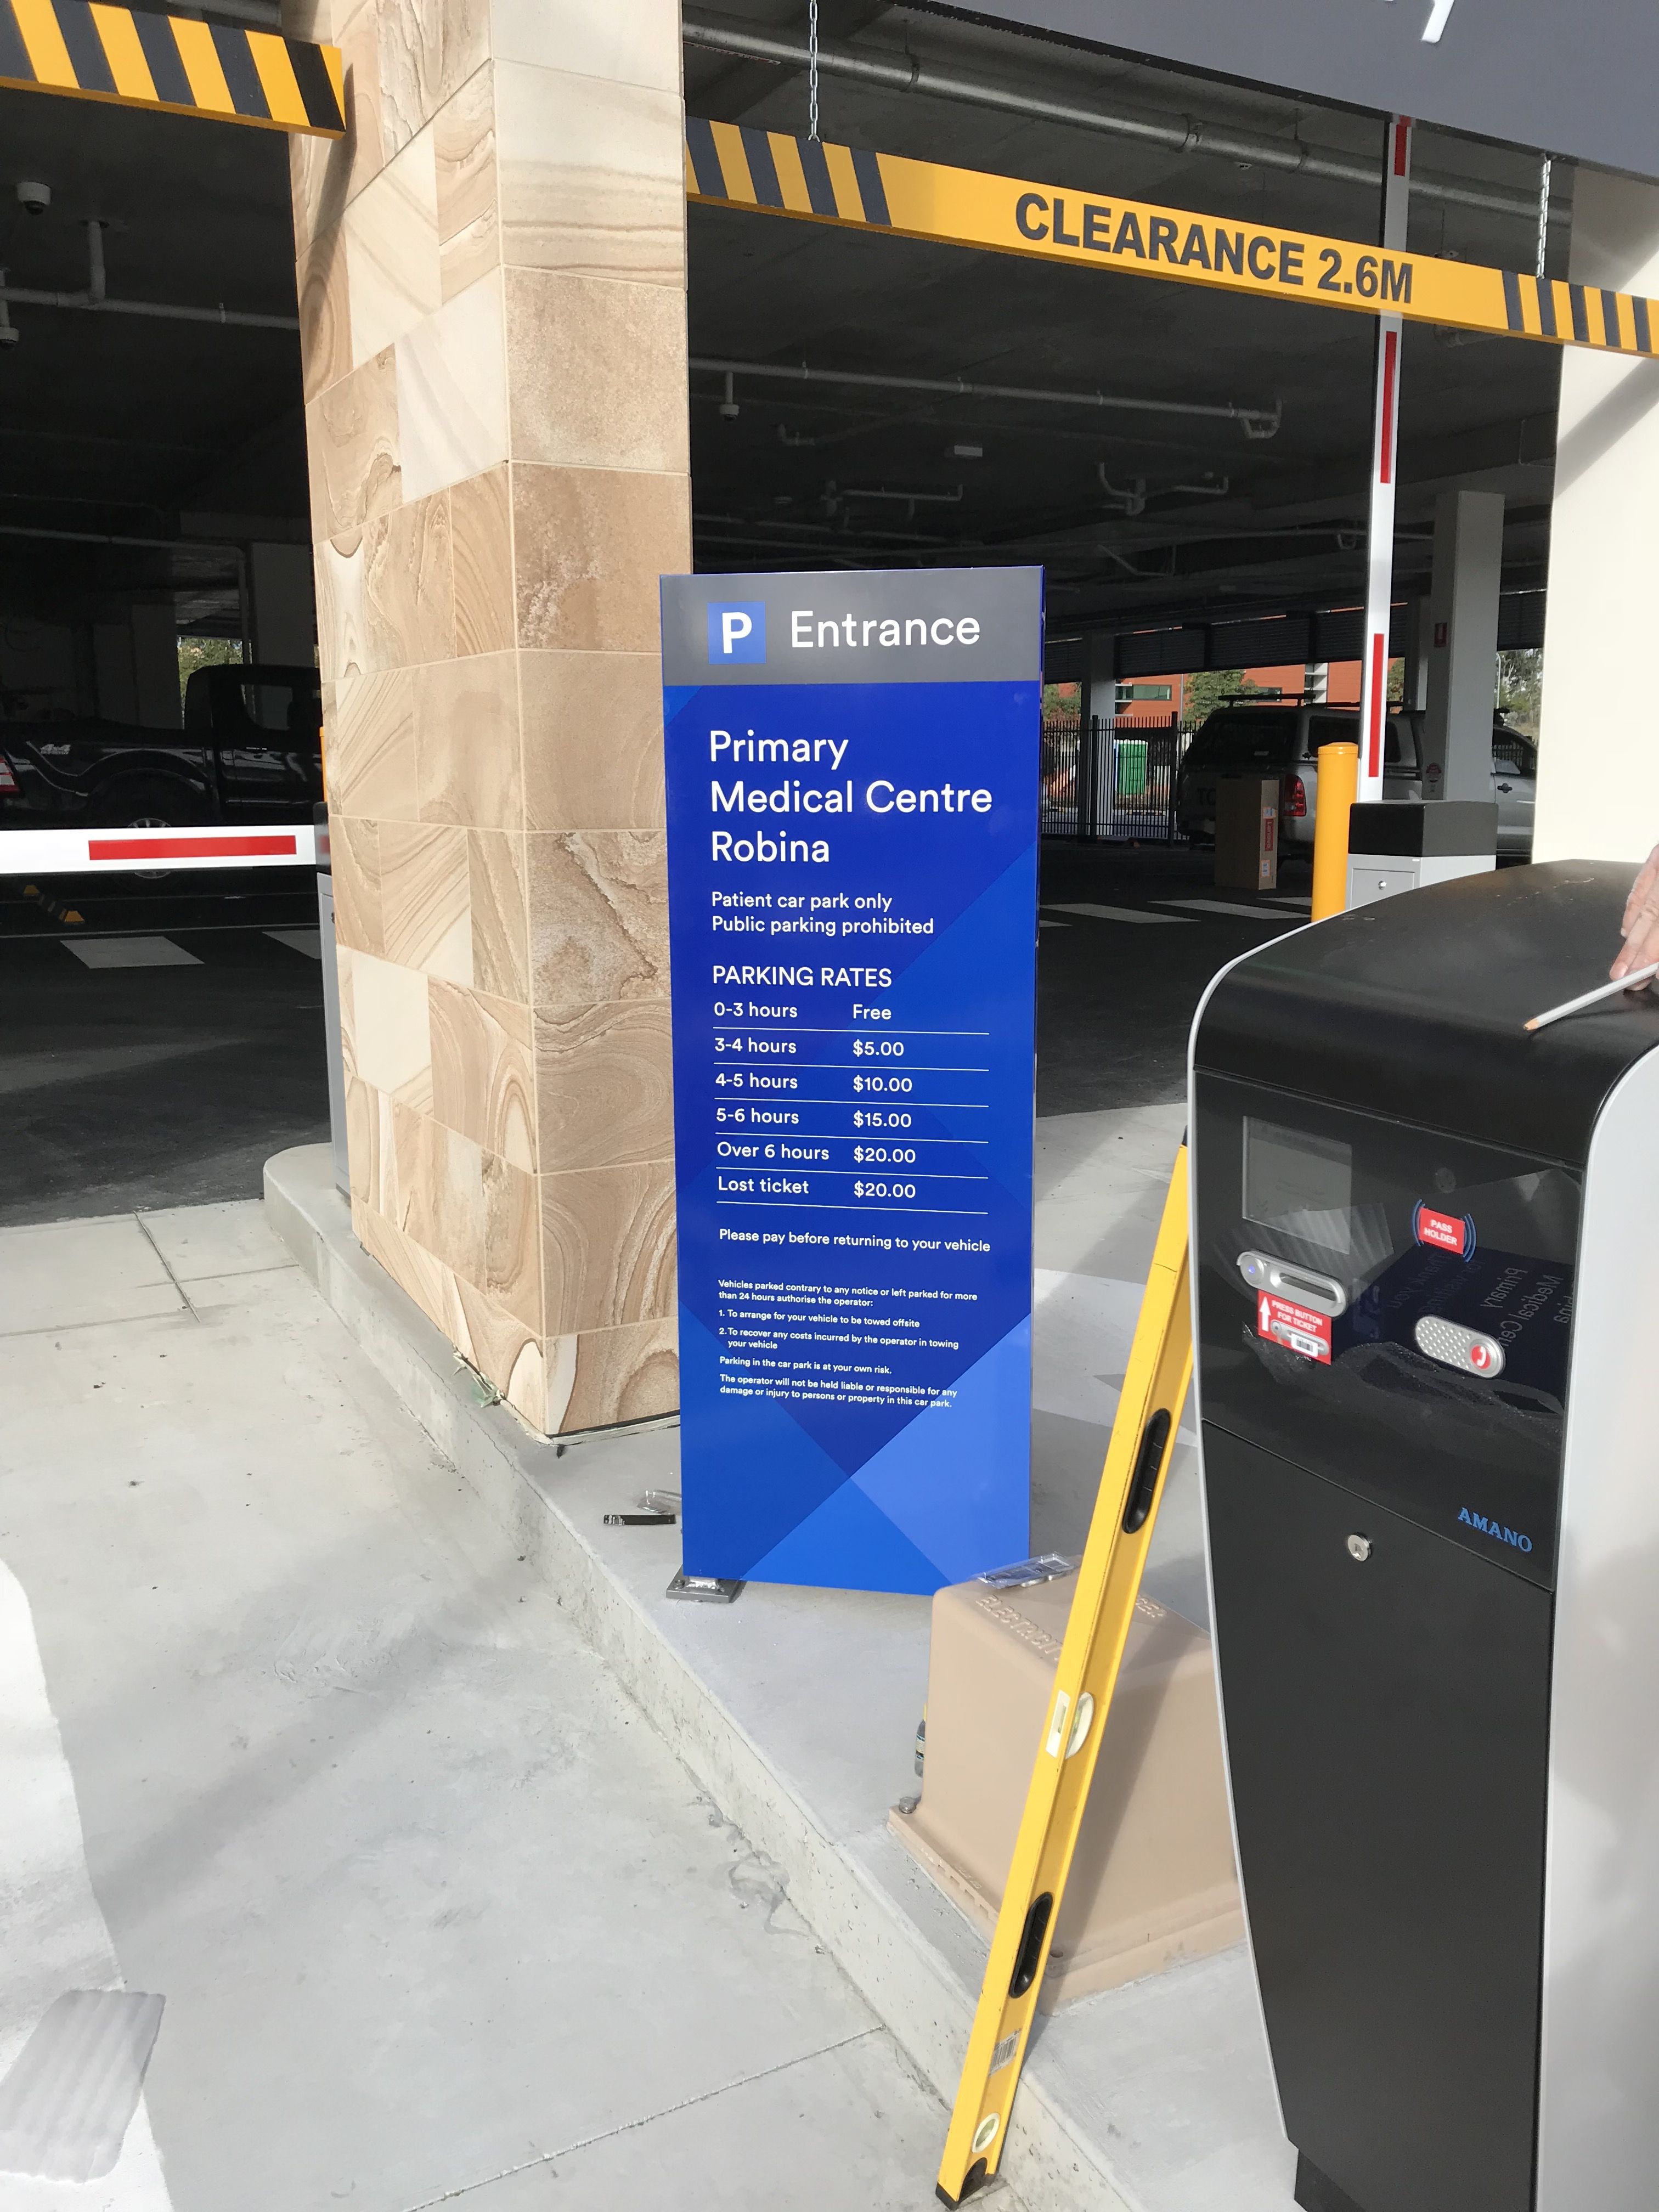 CLEARANCE 2.6M
P Entrance
Primary
Medical Centre
Robina
Patient car park only
Public parking prohibited
PARKING RATES
0-3 hours Free
3-4 hours $5.00
4-5 hours $10.00
5-6 hours $15.00
Over 6 hours $20.00
Lost ticket $20.00
Please pay before returning to your vehicle
Vehicles parked contrary to any notice or left parked for more
than 24 hours authorise the operator:
1. To arrange for your vehicle to be towed offsite
2. To recover any costs incurred by the operator in towing
your vehicle
Parking in the car park is at your own risk.
The operator will not be held liable or responsible for any
damage or injury to persons or property in this car park.
PASS
HOLDER
PRESS BUTTON
FOR TICKET
AMANO